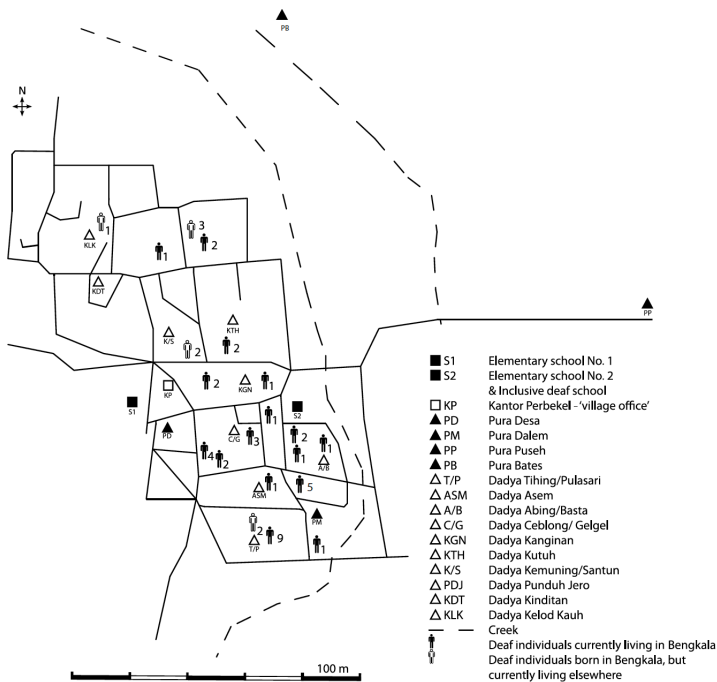 PB
N
3
1
2
KLK
1
KDT
PP
KTH
K/S
2
2
KP
2
KGN
1
S1
S2
1
PD
C/G
3
2
1
4
2
1
A/B
ASM
1
5
PM
2
9
T/P
1
S1 Elementary school No. 1
S2 Elementary school No. 2
& Inclusive deaf school
KP Kantor Perbekel - 'village office'
PD Pura Desa
PM Pura Dalem
PP Pura Puseh
PB Pura Bates
T/P Dadya Tihing/Pulasari
ASM Dadya Asem
A/B Dadya Abing/Basta
C/G Dadya Ceblong/ Gelgel
KGN Dadya Kanginan
KTH Dadya Kutuh
K/S Dadya Kemuning/Santun
PDJ Dadya Punduh Jero
KDT Dadya Kinditan
KLK Dadya Kelod Kauh
Creek
Deaf individuals currently living in Bengkala
Deaf individuals born in Bengkala, but
currently living elsewhere
100 m